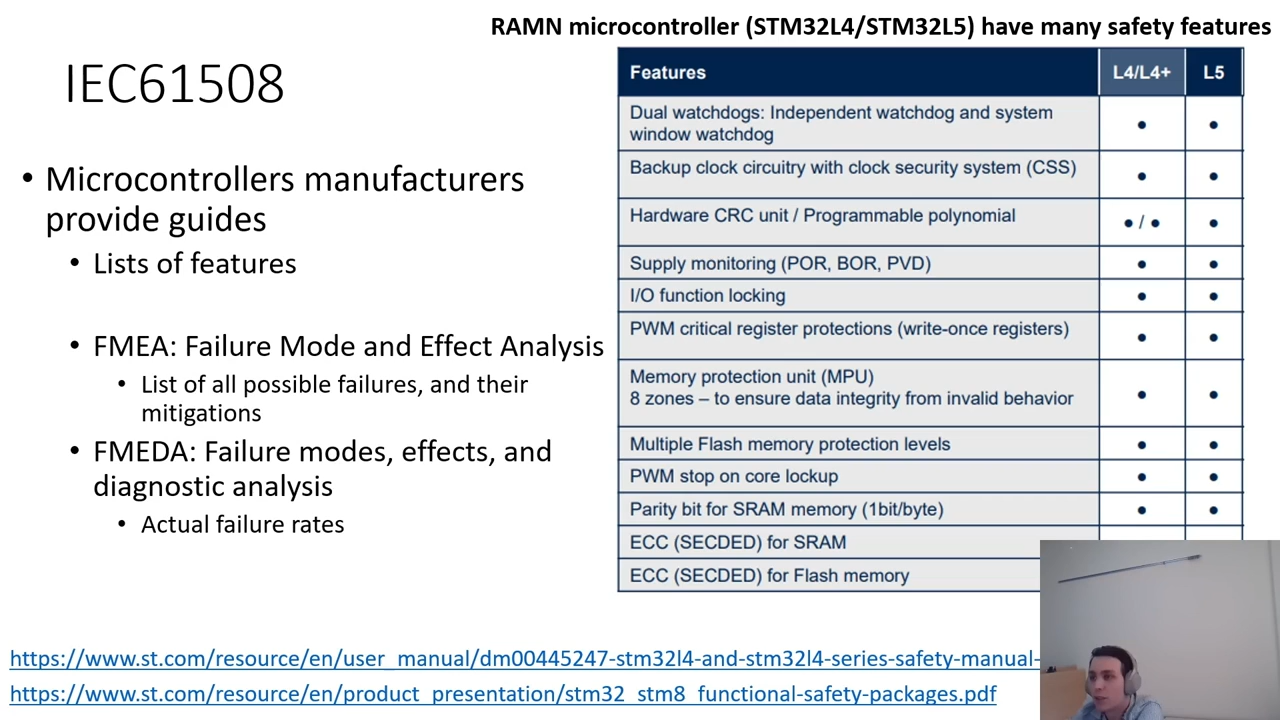 RAMN microcontroller (STM32L4/STM32L5) have many safety features
IEC61508
• Microcontrollers manufacturers
provide guides
• Lists of features
• FMEA: Failure Mode and Effect Analysis
• List of all possible failures, and their
mitigations
• FMEDA: Failure modes, effects, and
diagnostic analysis
• Actual failure rates
Features L4/L4+ L5
Dual watchdogs: Independent watchdog and system
window watchdog • •
Backup clock circuitry with clock security system (CSS) • •
Hardware CRC unit / Programmable polynomial • / • •
Supply monitoring (POR, BOR, PVD) • •
I/O function locking • •
PWM critical register protections (write-once registers) • •
Memory protection unit (MPU)
8 zones – to ensure data integrity from invalid behavior • •
Multiple Flash memory protection levels • •
PWM stop on core lockup • •
Parity bit for SRAM memory (1bit/byte) • •
ECC (SECDED) for SRAM
ECC (SECDED) for Flash memory
https://www.st.com/resource/en/user_manual/dm00445247-stm32l4-and-stm32l4-series-safety-manual-
https://www.st.com/resource/en/product_presentation/stm32_stm8_functional-safety-packages.pdf